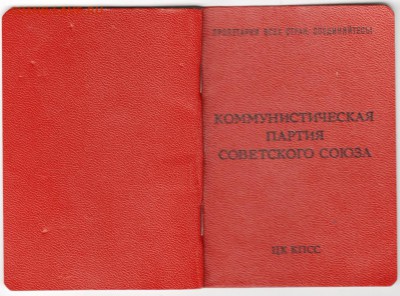 ПРОЛЕТАРИИ ВСЕХ СТРАН, СОЕДИНЯЙТЕСЬ!
КОММУНИСТИЧЕСКАЯ
ПАРТИЯ
СОВЕТСКОГО СОЮЗА
ЦК КПСС